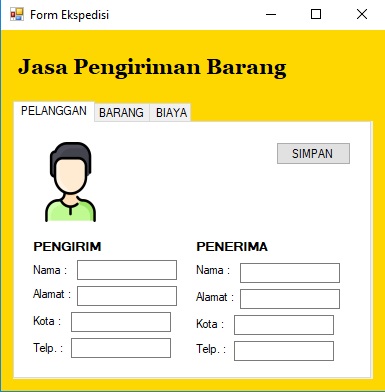 Form Ekspedisi
Jasa Pengiriman Barang
PELANGGAN BARANG BIAYA
SIMPAN
PENGIRIM
Nama :
Alamat :
Kota :
Telp. :
PENERIMA
Nama :
Alamat :
Kota :
Telp. :